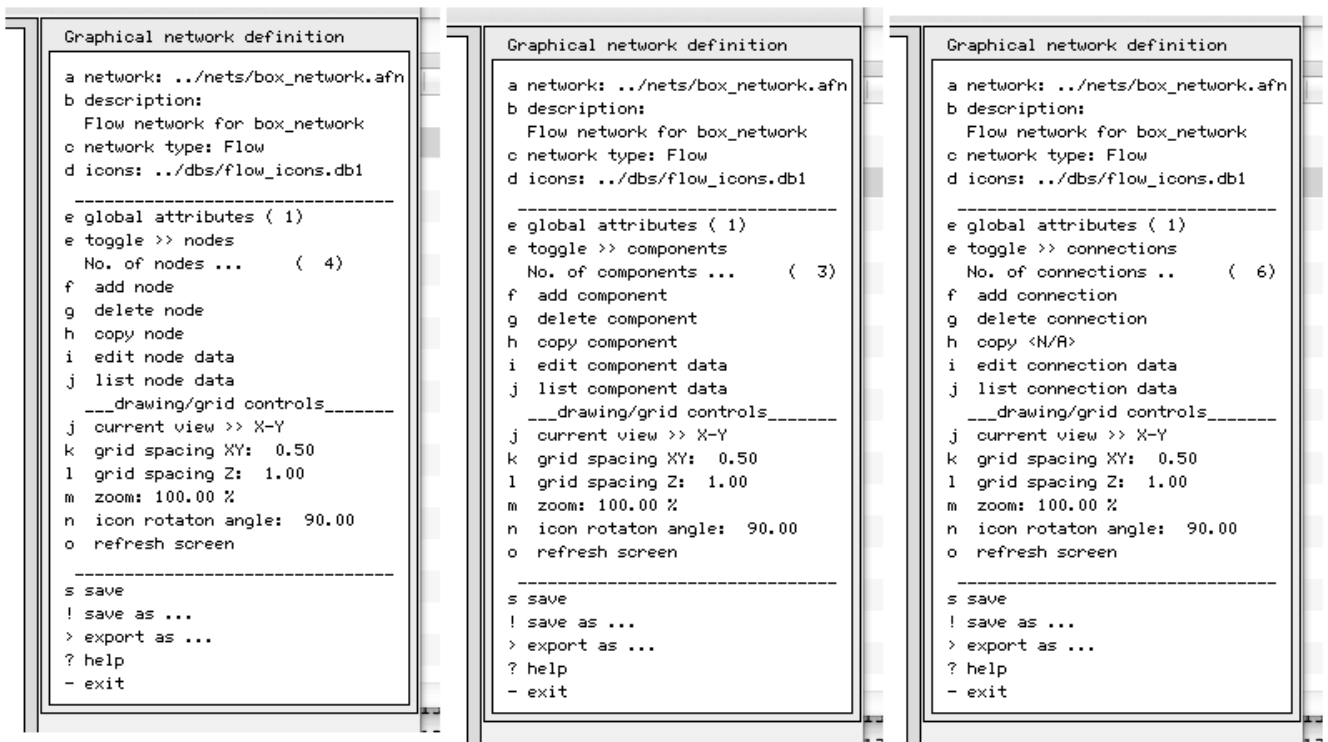 Graphical network definition
a network: ../nets/box_network.afn
b description:
Flow network for box_network
c network type: Flow
d icons: ../dbs/flow_icons.db1
________________________________
e global attributes ( 1)
e toggle >> nodes
No. of nodes ... ( 4)
f add node
g delete node
h copy node
i edit node data
j list node data
___drawing/grid controls_______
j current view >> X-Y
k grid spacing XY: 0.50
l grid spacing Z: 1.00
m zoom: 100.00 %
n icon rotaton angle: 90.00
o refresh screen
________________________________
s save
! save as ...
> export as ...
? help
- exit
Graphical network definition
a network: ../nets/box_network.afn
b description:
Flow network for box_network
c network type: Flow
d icons: ../dbs/flow_icons.db1
________________________________
e global attributes ( 1)
e toggle >> components
No. of components ... ( 3)
f add component
g delete component
h copy component
i edit component data
j list component data
___drawing/grid controls_______
j current view >> X-Y
k grid spacing XY: 0.50
l grid spacing Z: 1.00
m zoom: 100.00 %
n icon rotaton angle: 90.00
o refresh screen
________________________________
s save
! save as ...
> export as ...
? help
- exit
Graphical network definition
a network: ../nets/box_network.afn
b description:
Flow network for box_network
c network type: Flow
d icons: ../dbs/flow_icons.db1
________________________________
e global attributes ( 1)
e toggle >> connections
No. of connections .. ( 6)
f add connection
g delete connection
h copy <N/A>
i edit connection data
j list connection data
___drawing/grid controls_______
j current view >> X-Y
k grid spacing XY: 0.50
l grid spacing Z: 1.00
m zoom: 100.00 %
n icon rotaton angle: 90.00
o refresh screen
________________________________
s save
! save as ...
> export as ...
? help
- exit